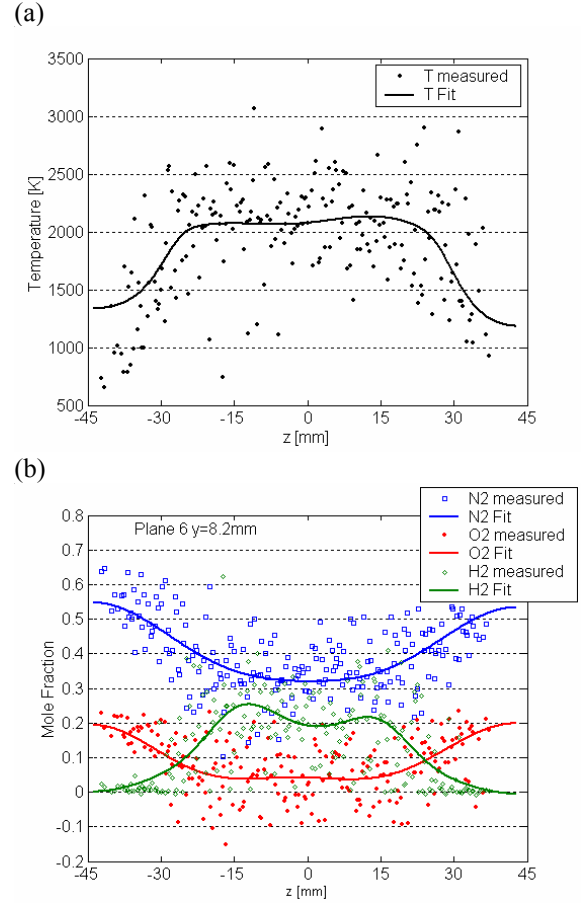 (a)
T measured
T Fit
3500
3000
2500
2000
1500
1000
500
Temperature [K]
-45 -30 -15 0 15 30 45
z [mm]
(b)
N2 measured
N2 Fit
O2 measured
O2 Fit
H2 measured
H2 Fit
Plane 6 y=8.2mm
0.8
0.7
0.6
0.5
0.4
0.3
0.2
0.1
0
-0.1
-0.2
Mole Fraction
-45 -30 -15 0 15 30 45
z [mm]